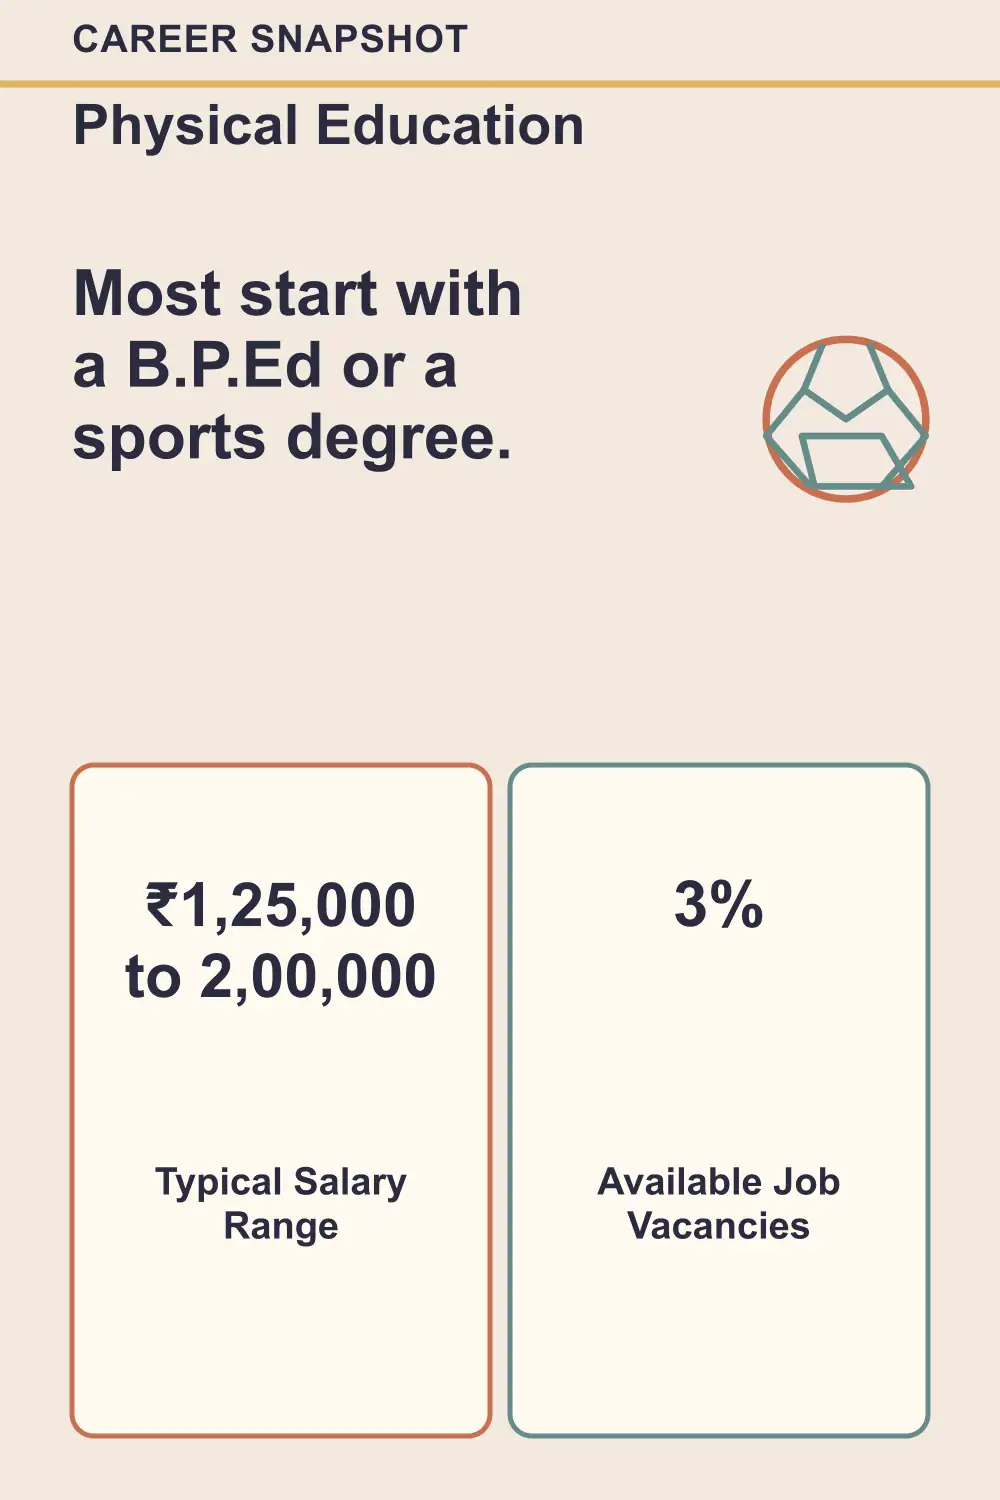 CAREER SNAPSHOT
Physical Education
Most start with
a B.P.Ed or a
sports degree.
₹1,25,000
to 2,00,000
Typical Salary
Range
3%
Available Job
Vacancies